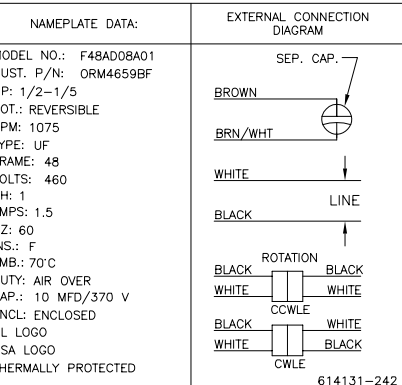 NAMEPLATE DATA:
MODEL NO.: F48AD08A01
UST. P/N: ORM4659BF
P: 1/2-1/5
OT.: REVERSIBLE
PM: 1075
YPE: UF
RAME: 48
OLTS: 460
H: 1
MPS: 1.5
Z: 60
NS.: F
MB.: 70°C
UTY: AIR OVER
AP.: 10 MFD/370 V
NCL: ENCLOSED
L LOGO
SA LOGO
HERMALLY PROTECTED
EXTERNAL CONNECTION
DIAGRAM
SEP. CAP.
BROWN
BRN/WHT
WHITE
LINE
BLACK
ROTATION
BLACK BLACK
WHITE WHITE
CCWLE
BLACK WHITE
WHITE BLACK
CWLE
614131-242